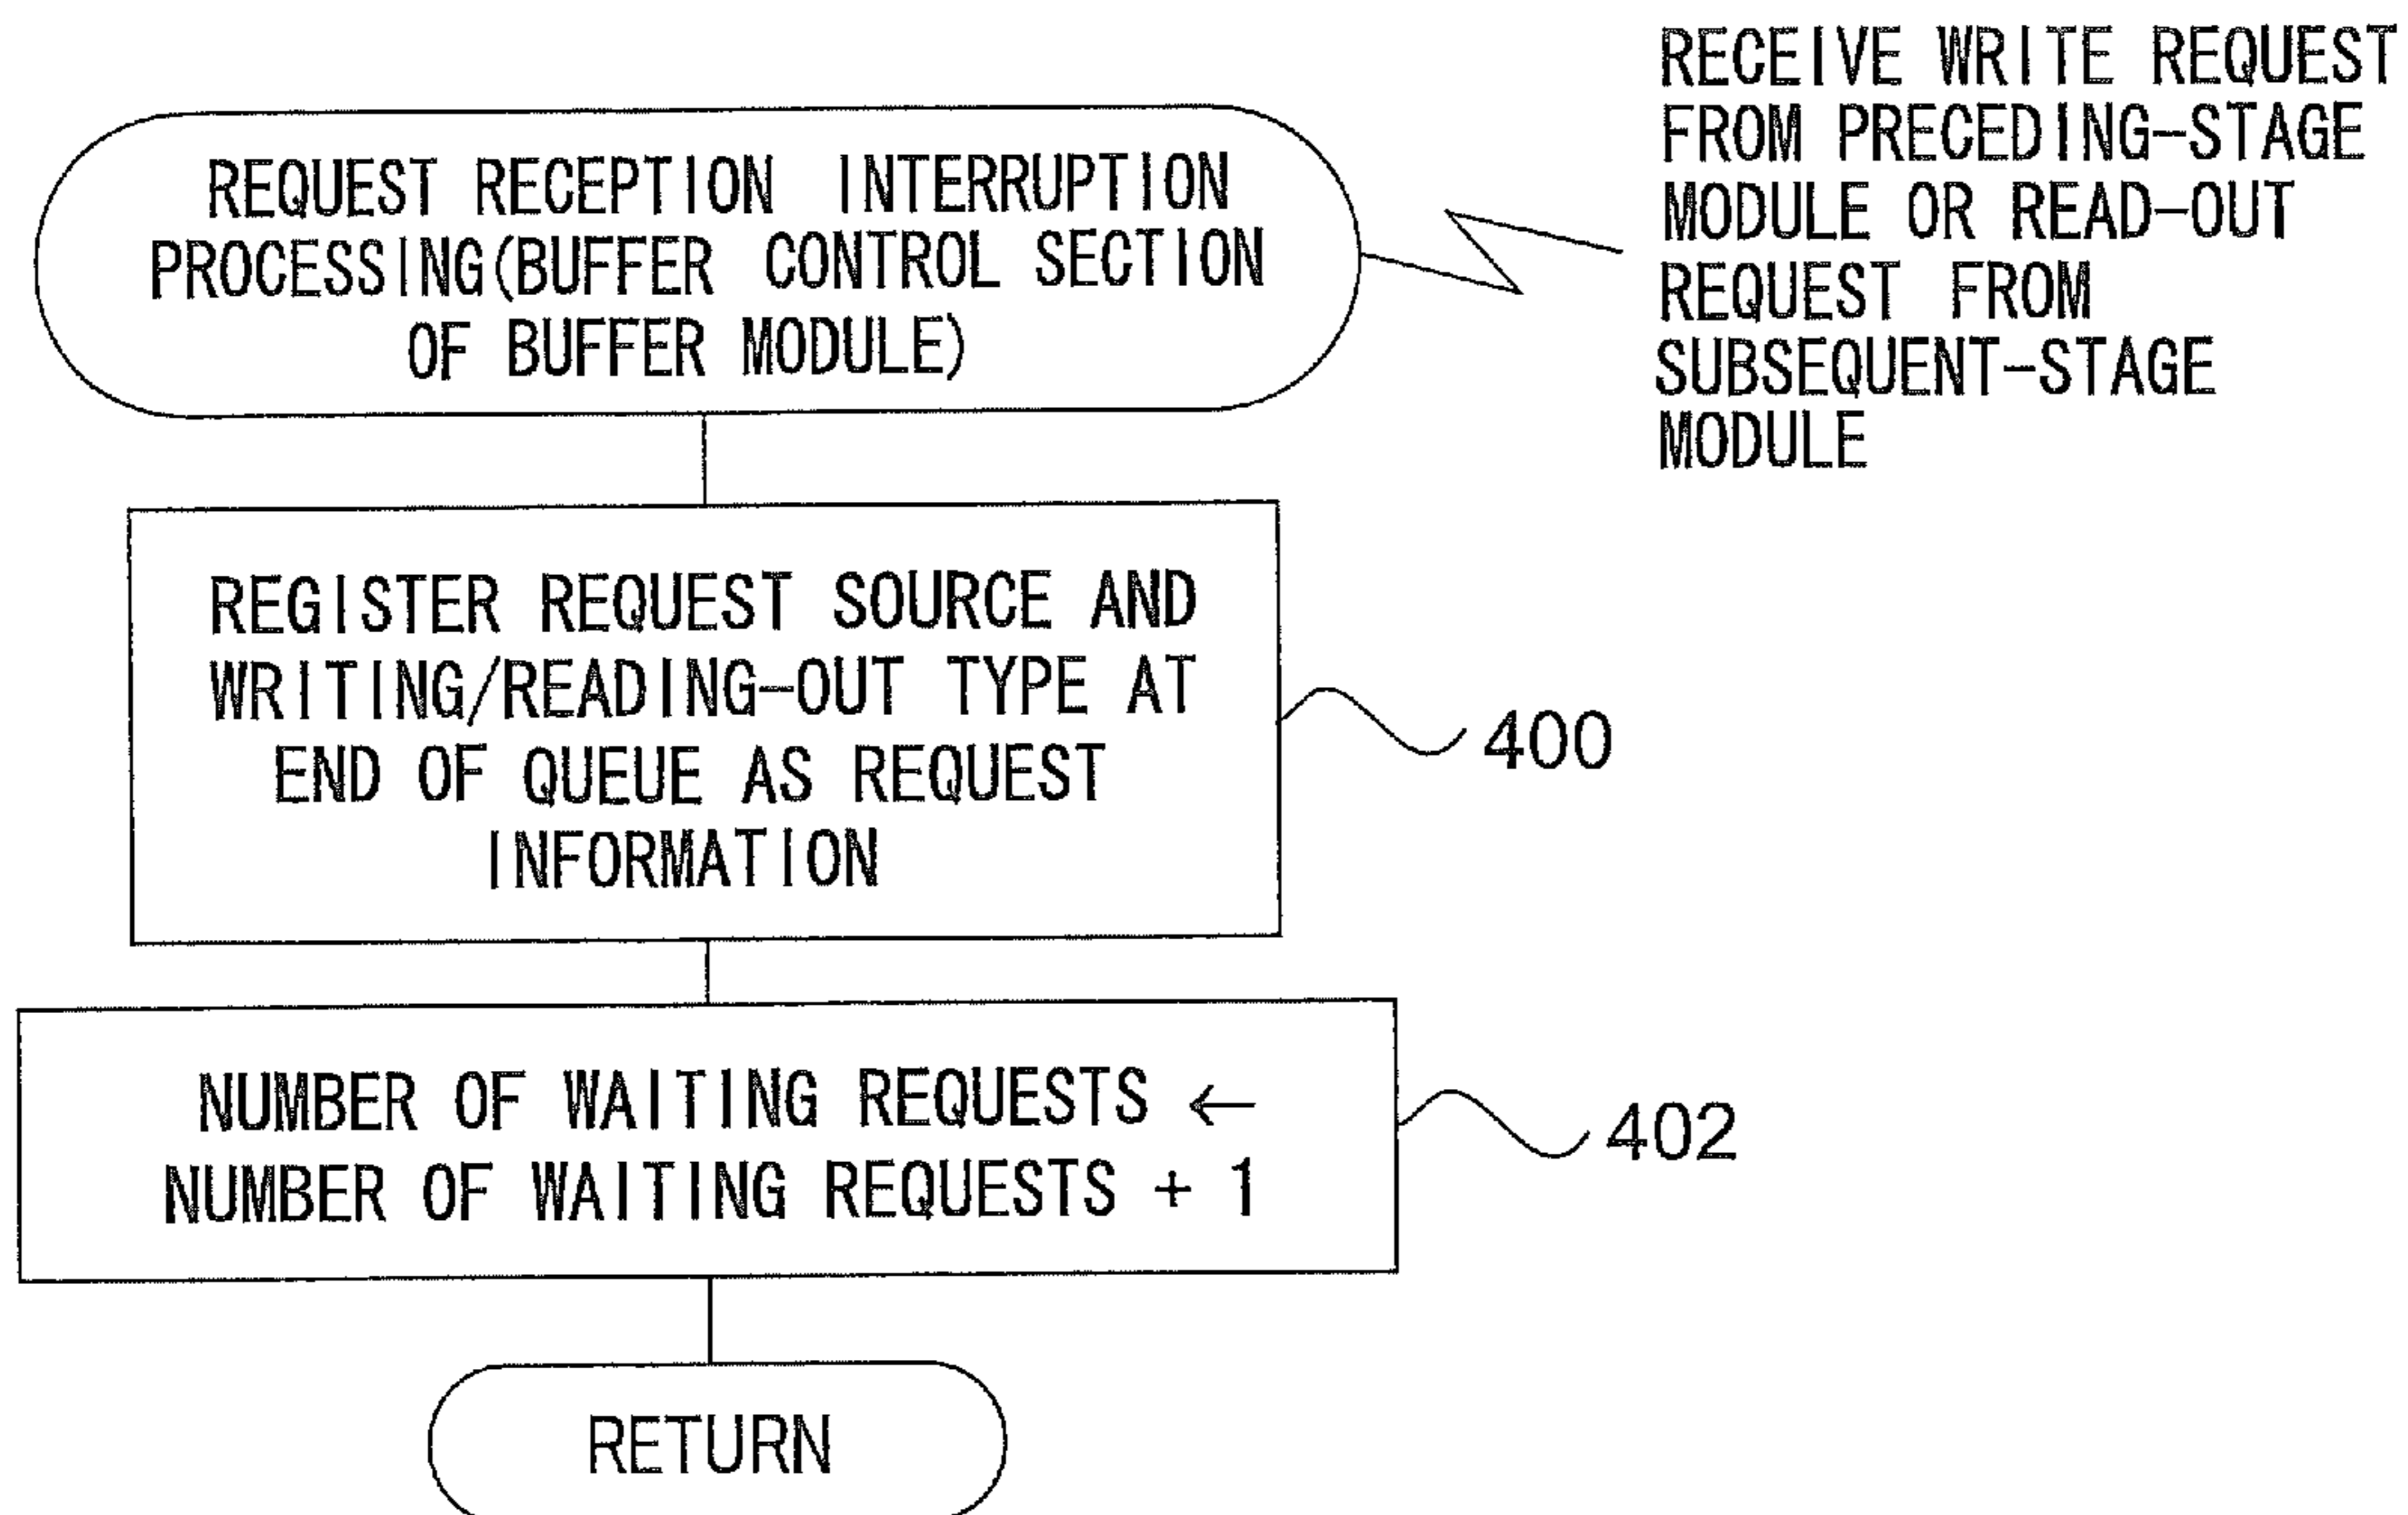 REQUEST RECEPTION INTERRUPTION
PROCESSING(BUFFER CONTROL SECTION
OF BUFFER MODULE)
RECEIVE WRITE REQUEST
FROM PRECEDING-STAGE
MODULE OR READ-OUT
REQUEST FROM
SUBSEQUENT-STAGE
MODULE
REGISTER REQUEST SOURCE AND
WRITING/READING-OUT TYPE AT
END OF QUEUE AS REQUEST
INFORMATION
400
NUMBER OF WAITING REQUESTS ←
NUMBER OF WAITING REQUESTS + 1
402
RETURN